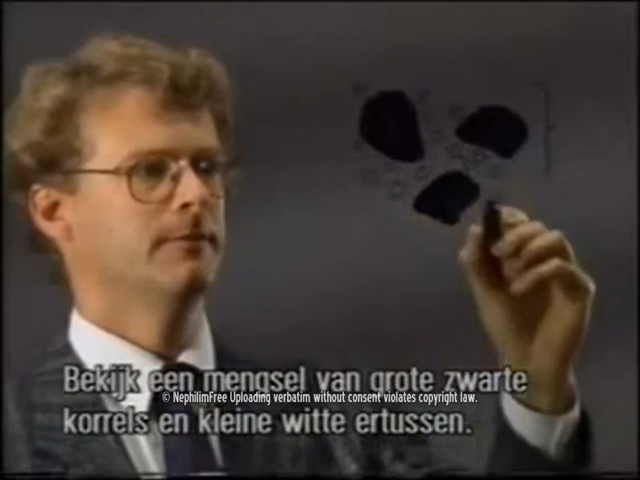 Bekijk een mengsel van grote zwarte
© NephilimFree Uploading verbatim without consent violates copyright law.
korrels en kleine witte ertussen.